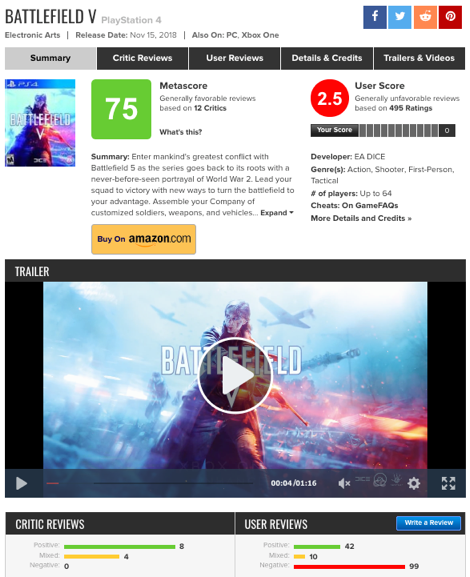 BATTLEFIELD V PlayStation 4
Electronic Arts | Release Date: Nov 15, 2018 | Also On: PC, Xbox One
Summary
Critic Reviews
User Reviews
Details & Credits
Trailers & Videos
PS4
BATTLEFIELD
V
75
Metascore
Generally favorable reviews
based on 12 Critics
What's this?
Summary: Enter mankind's greatest conflict with
Battlefield 5 as the series goes back to its roots with a
never-before-seen portrayal of World War 2. Lead your
squad to victory with new ways to turn the battlefield to
your advantage. Assemble your Company of
customized soldiers, weapons, and vehicles... Expand
Buy On amazon.com
2.5
User Score
Generally unfavorable reviews
based on 495 Ratings
Your Score 0
Developer: EA DICE
Genre(s): Action, Shooter, First-Person,
Tactical
# of players: Up to 64
Cheats: On GameFAQs
More Details and Credits »
TRAILER
BATTLEFIELD
V
00:04/01:16
CRITIC REVIEWS
Positive: 8
Mixed: 4
Negative: 0
USER REVIEWS
Write a Review
Positive: 42
Mixed: 10
Negative: 99